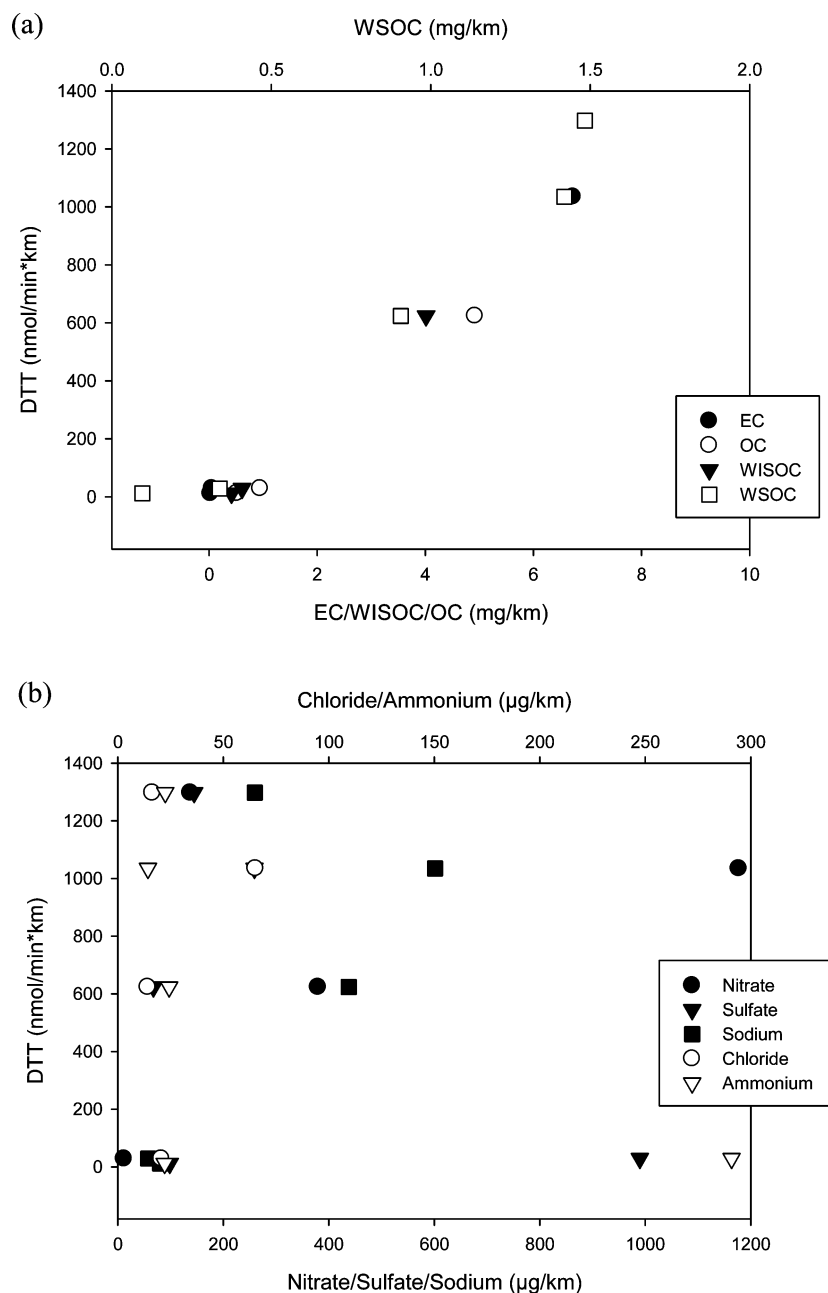 (a)
WSOC (mg/km)
0.0 0.5 1.0 1.5 2.0
1400
1200
1000
800
600
400
200
0
DTT (nmol/min*km)
EC
OC
WISOC
WSOC
0 2 4 6 8 10
EC/WISOC/OC (mg/km)
(b)
Chloride/Ammonium (µg/km)
0 50 100 150 200 250 300
1400
1200
1000
800
600
400
200
0
DTT (nmol/min*km)
Nitrate
Sulfate
Sodium
Chloride
Ammonium
0 200 400 600 800 1000 1200
Nitrate/Sulfate/Sodium (µg/km)